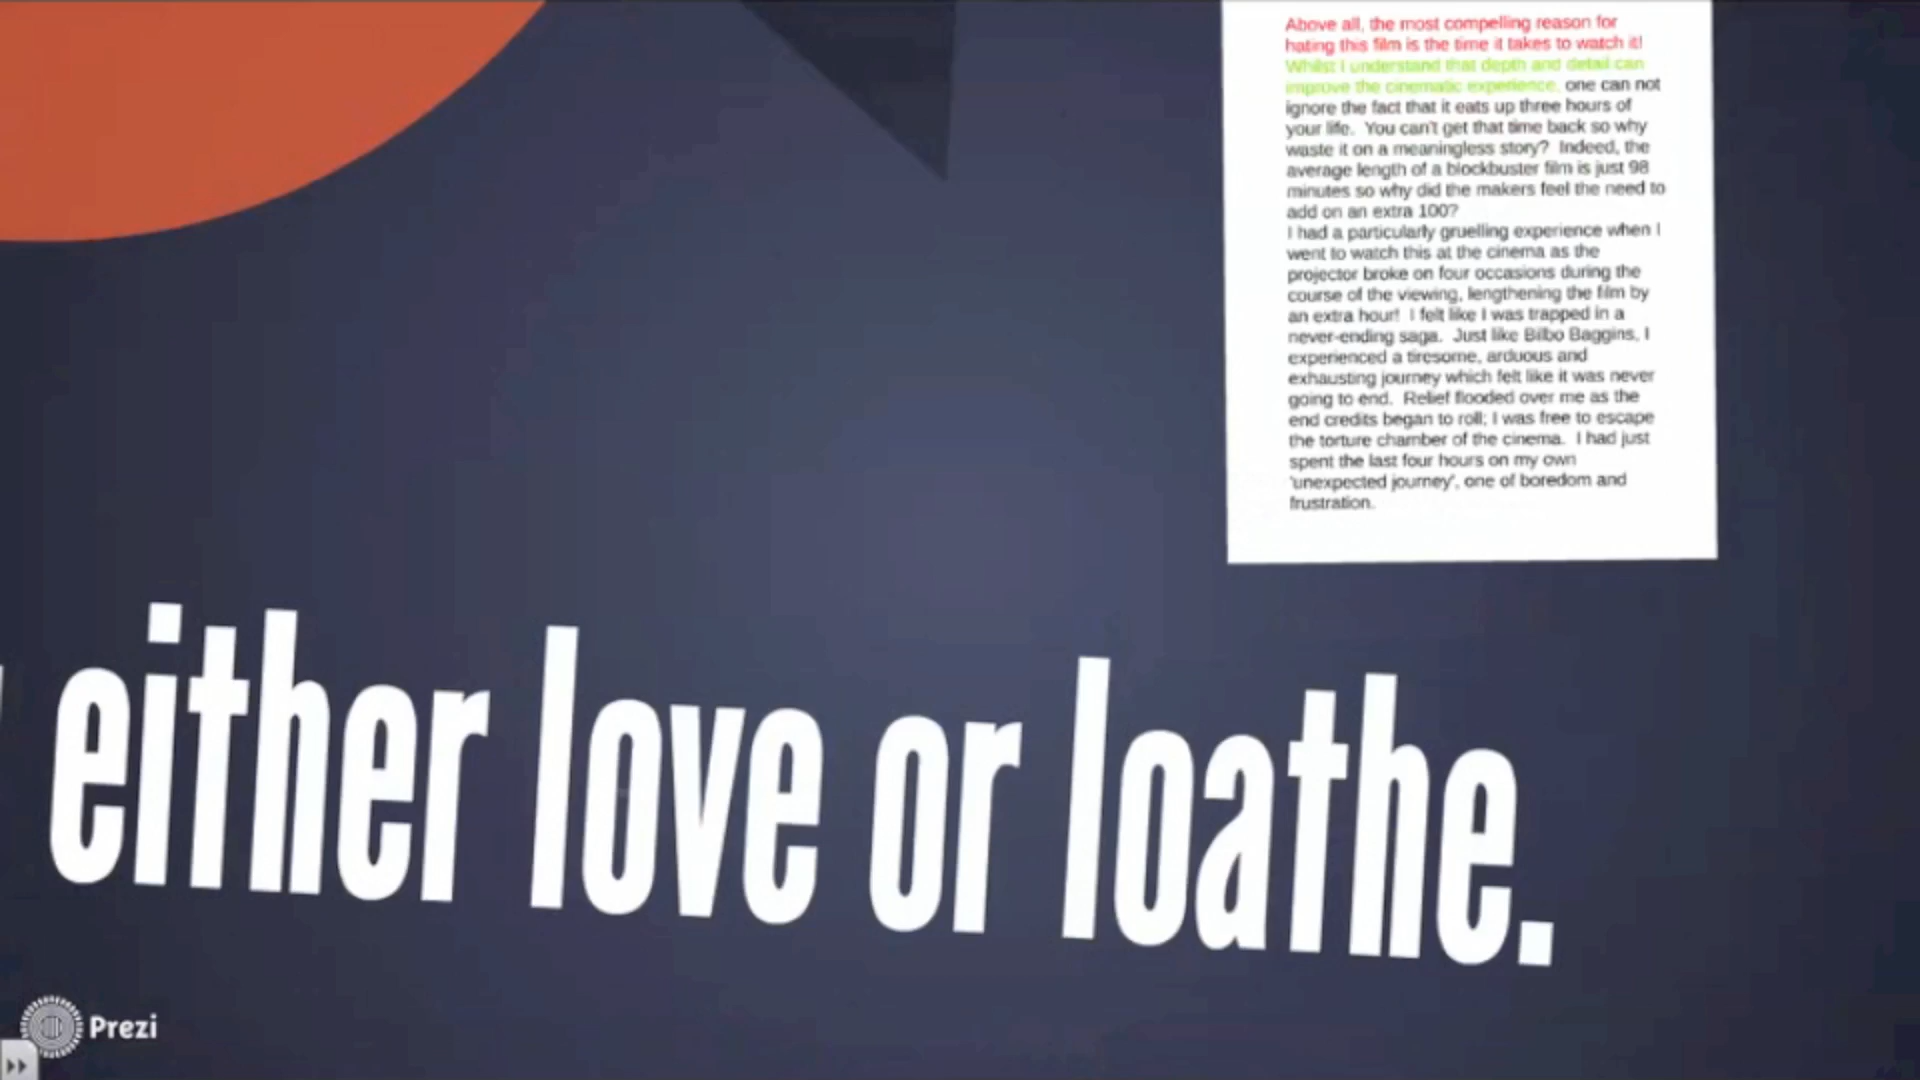 Above all, the most compelling reason for
hating this film is the time it takes to watch it!
Whilst I understand that depth and detail can
improve the cinematic experience, one can not
ignore the fact that it eats up three hours of
your life. You can't get that time back so why
waste it on a meaningless story? Indeed, the
average length of a blockbuster film is just 98
minutes so why did the makers feel the need to
add on an extra 100?
I had a particularly gruelling experience when I
went to watch this at the cinema as the
projector broke on four occasions during the
course of the viewing, lengthening the film by
an extra hour! I felt like I was trapped in a
never-ending saga. Just like Bilbo Baggins, I
experienced a tiresome, arduous and
exhausting journey which felt like it was never
going to end. Relief flooded over me as the
end credits began to roll; I was free to escape
the torture chamber of the cinema. I had just
spent the last four hours on my own
'unexpected journey', one of boredom and
frustration.
either love or loathe.
Prezi